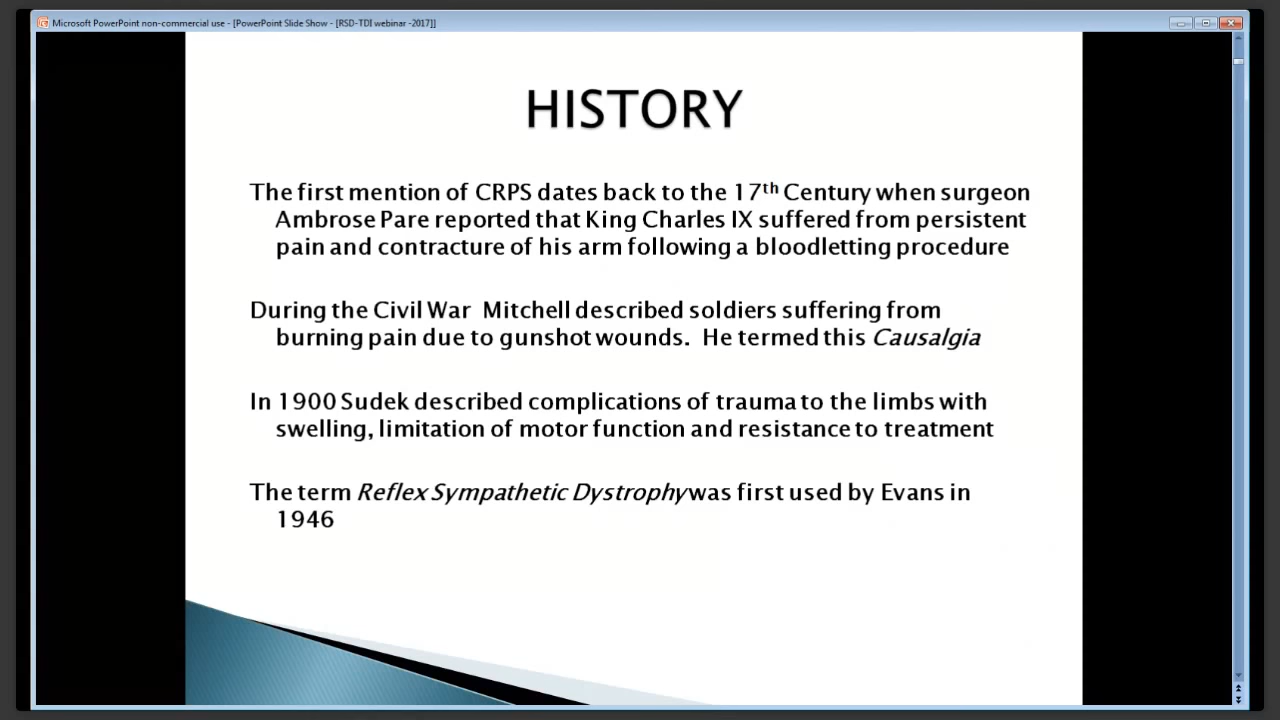 Microsoft PowerPoint non-commercial use - [PowerPoint Slide Show - [RSD-TDI webinar -2017]]
HISTORY
The first mention of CRPS dates back to the 17th Century when surgeon
Ambrose Pare reported that King Charles IX suffered from persistent
pain and contracture of his arm following a bloodletting procedure
During the Civil War  Mitchell described soldiers suffering from
burning pain due to gunshot wounds.  He termed this Causalgia
In 1900 Sudek described complications of trauma to the limbs with
swelling, limitation of motor function and resistance to treatment
The term Reflex Sympathetic Dystrophy was first used by Evans in
1946